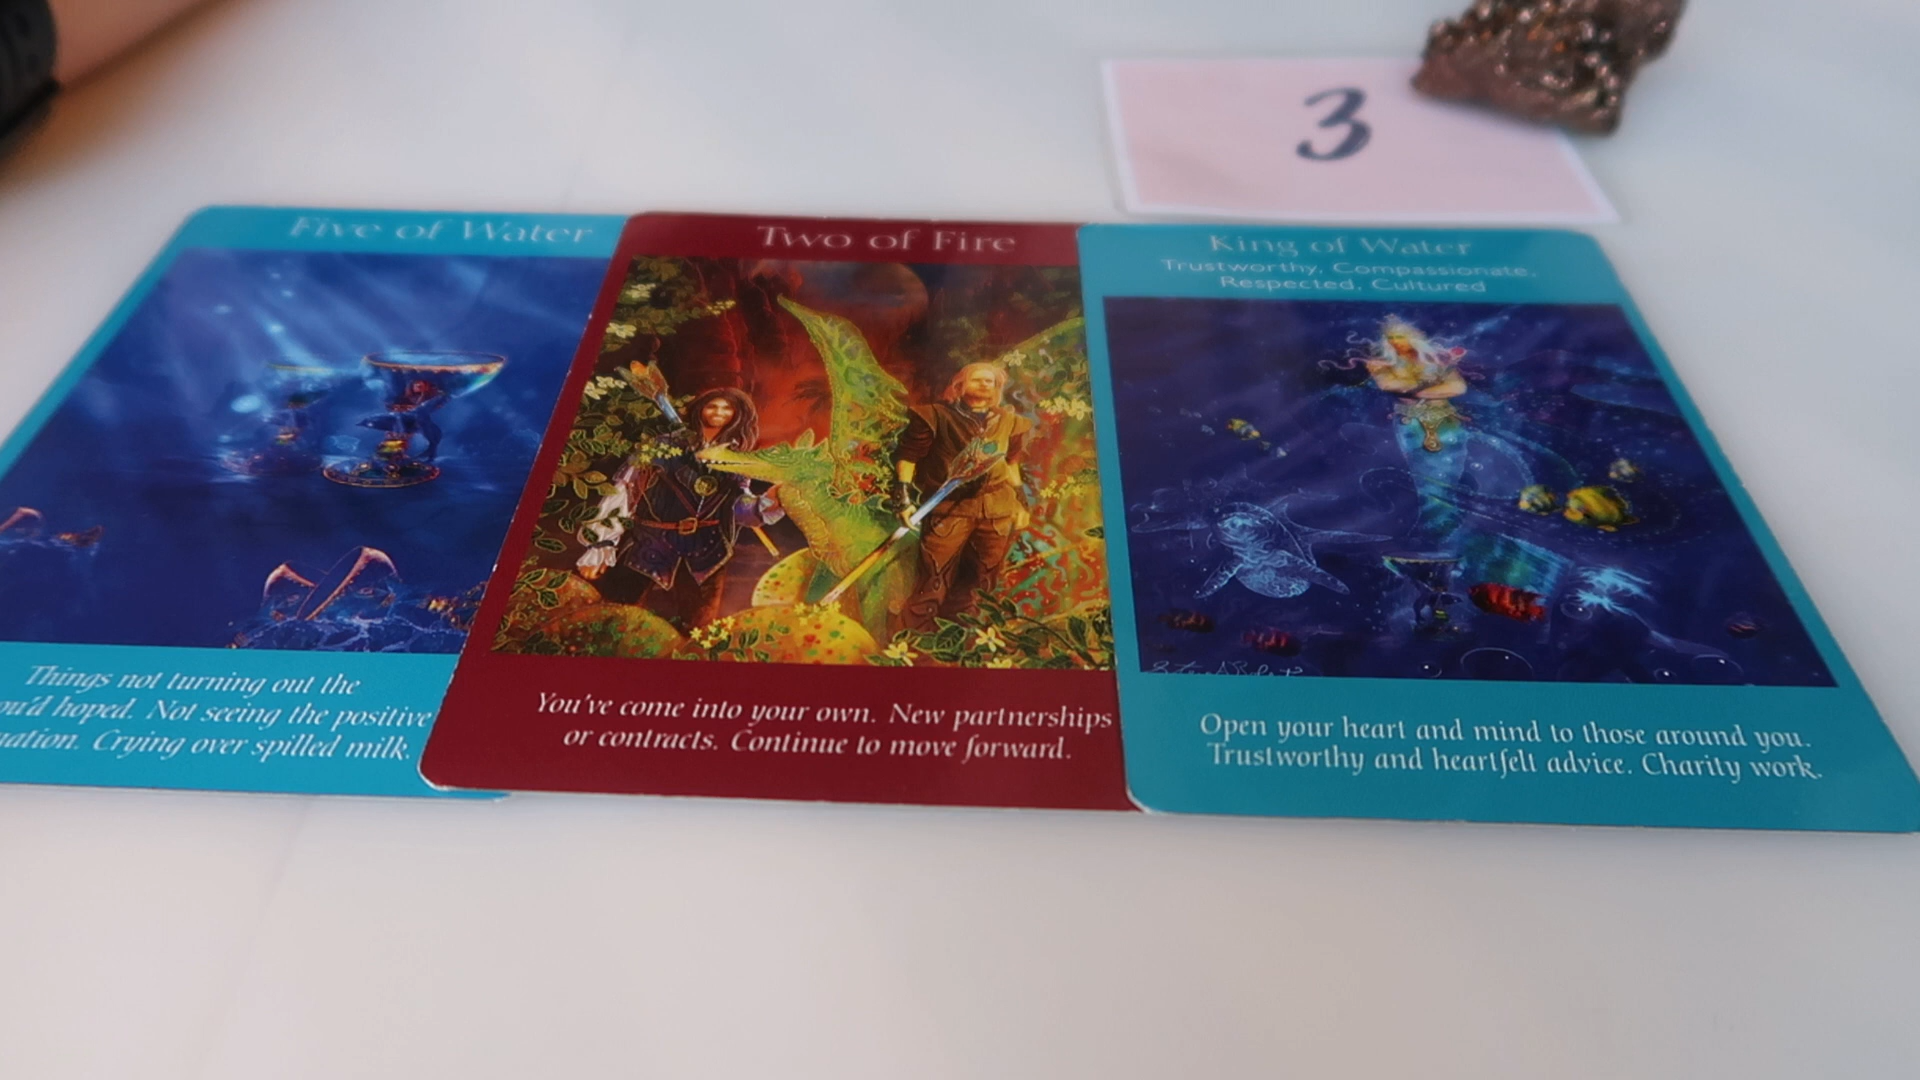 3
Five of Water
Things not turning out the
ou'd hoped. Not seeing the positive
uation. Crying over spilled milk.
Two of Fire
You've come into your own. New partnerships
or contracts. Continue to move forward.
King of Water
Trustworthy, Compassionate,
Respected, Cultured
Open your heart and mind to those around you.
Trustworthy and heartfelt advice. Charity work.